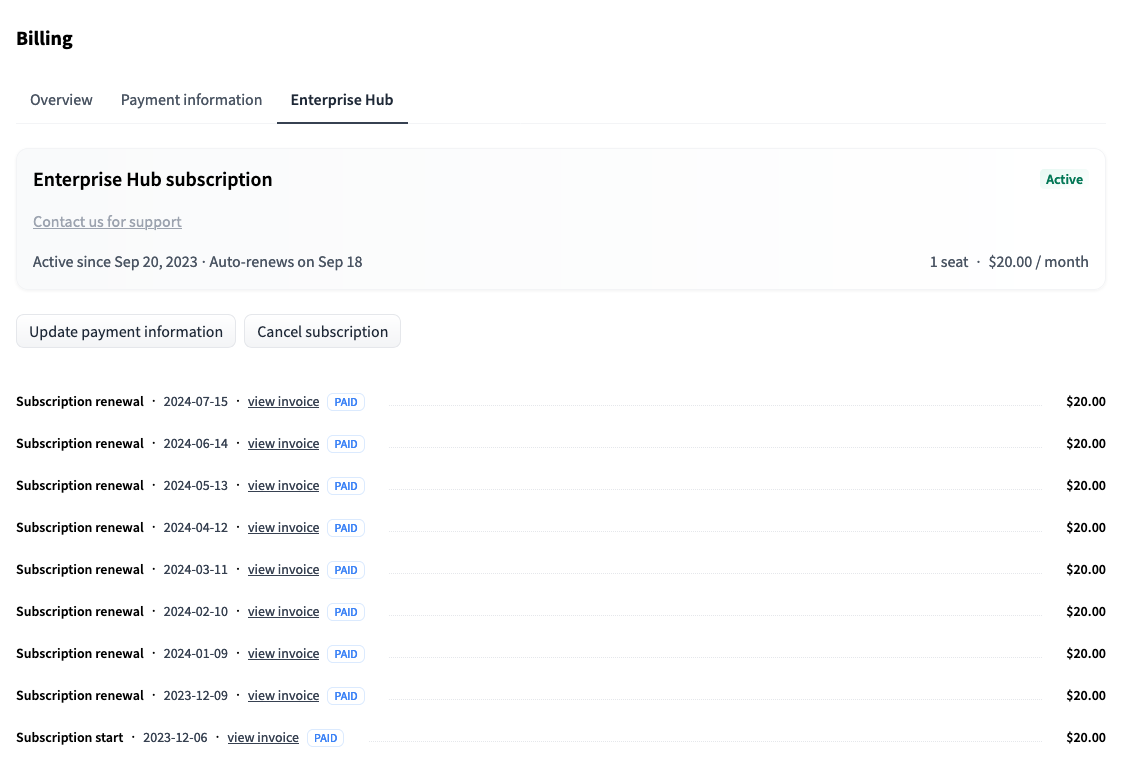 Billing
Overview Payment information Enterprise Hub
Enterprise Hub subscription Active
Contact us for support
Active since Sep 20, 2023 · Auto-renews on Sep 18 1 seat · $20.00 / month
Update payment information Cancel subscription
Subscription renewal · 2024-07-15 · view invoice PAID $20.00
Subscription renewal · 2024-06-14 · view invoice PAID $20.00
Subscription renewal · 2024-05-13 · view invoice PAID $20.00
Subscription renewal · 2024-04-12 · view invoice PAID $20.00
Subscription renewal · 2024-03-11 · view invoice PAID $20.00
Subscription renewal · 2024-02-10 · view invoice PAID $20.00
Subscription renewal · 2024-01-09 · view invoice PAID $20.00
Subscription renewal · 2023-12-09 · view invoice PAID $20.00
Subscription start · 2023-12-06 · view invoice PAID $20.00